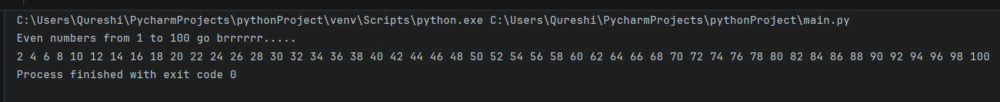 C:\Users\Qureshi\PycharmProjects\pythonProject\venv\Scripts\python.exe C:\Users\Qureshi\PycharmProjects\pythonProject\main.py
Even numbers from 1 to 100 go brrrrrr.....
2 4 6 8 10 12 14 16 18 20 22 24 26 28 30 32 34 36 38 40 42 44 46 48 50 52 54 56 58 60 62 64 66 68 70 72 74 76 78 80 82 84 86 88 90 92 94 96 98 100
Process finished with exit code 0